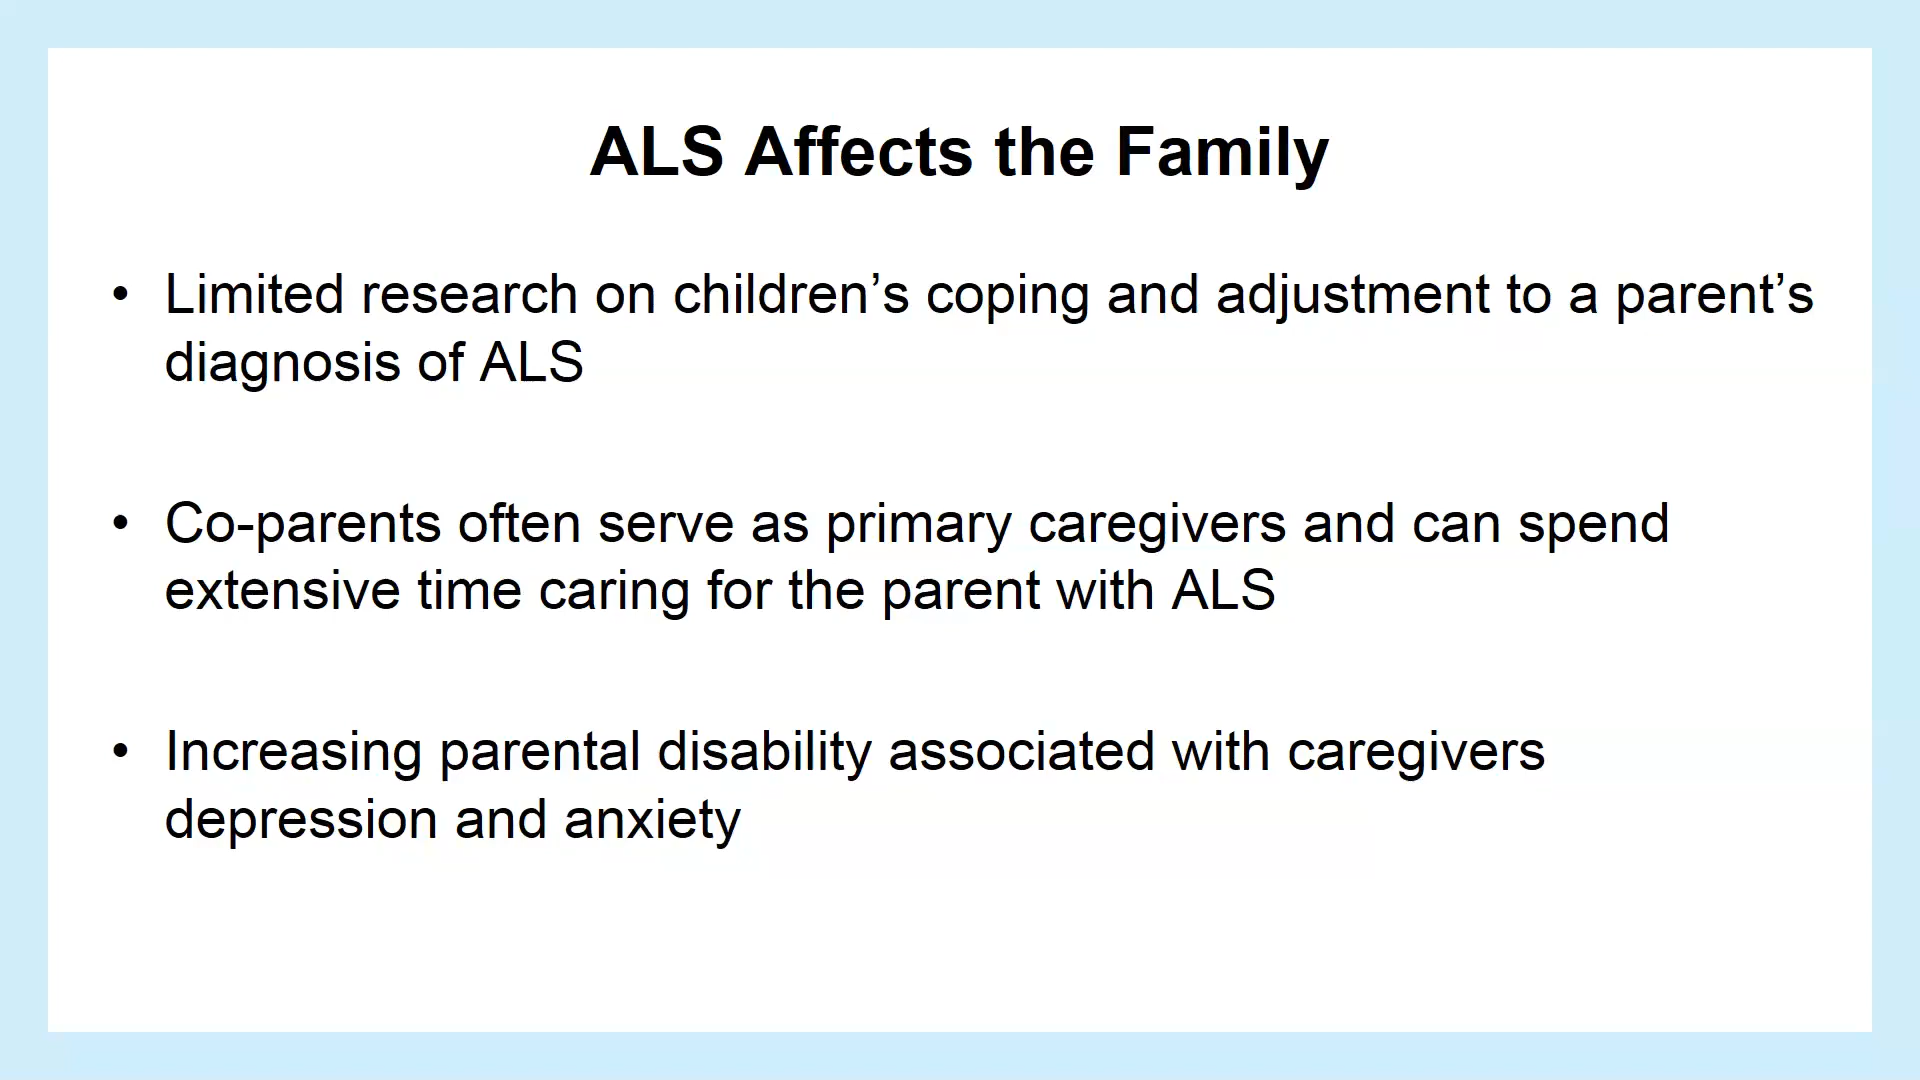 ALS Affects the Family
• Limited research on children’s coping and adjustment to a parent’s
diagnosis of ALS
• Co-parents often serve as primary caregivers and can spend
extensive time caring for the parent with ALS
• Increasing parental disability associated with caregivers
depression and anxiety